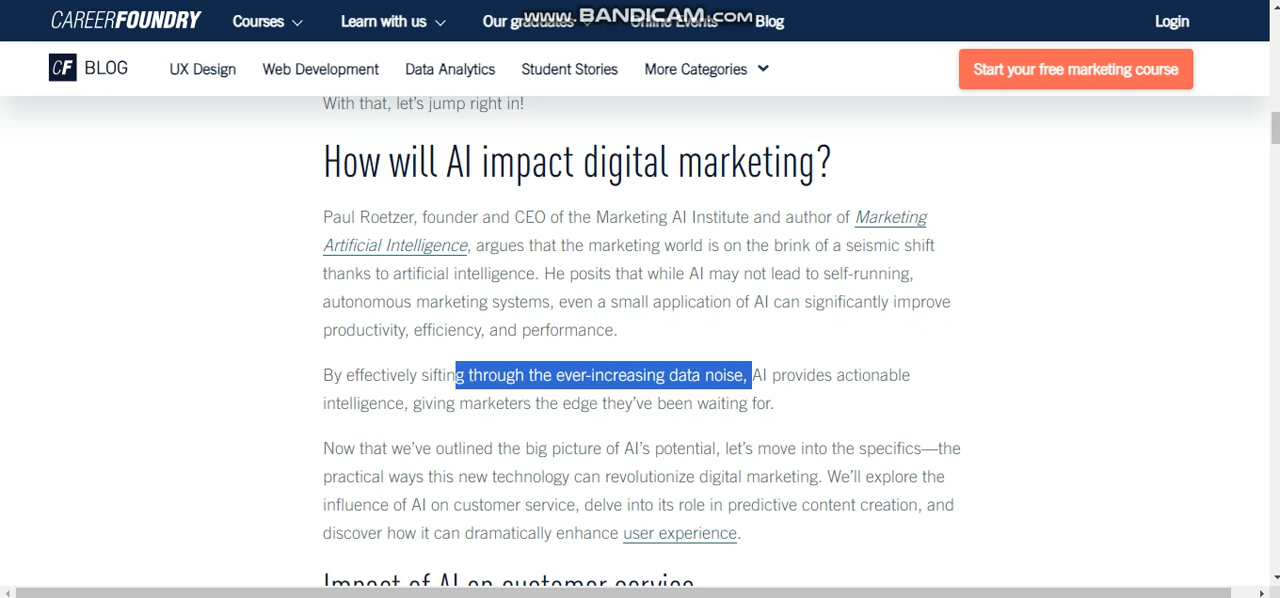 CAREERFOUNDRY Courses Learn with us Our graduates Online Events Blog Login
www.BANDICAM.com
CF BLOG UX Design Web Development Data Analytics Student Stories More Categories Start your free marketing course
With that, let's jump right in!
How will AI impact digital marketing?
Paul Roetzer, founder and CEO of the Marketing AI Institute and author of Marketing
Artificial Intelligence, argues that the marketing world is on the brink of a seismic shift
thanks to artificial intelligence. He posits that while AI may not lead to self-running,
autonomous marketing systems, even a small application of AI can significantly improve
productivity, efficiency, and performance.
By effectively sifting through the ever-increasing data noise, AI provides actionable
intelligence, giving marketers the edge they've been waiting for.
Now that we've outlined the big picture of AI's potential, let's move into the specifics—the
practical ways this new technology can revolutionize digital marketing. We'll explore the
influence of AI on customer service, delve into its role in predictive content creation, and
discover how it can dramatically enhance user experience.
Impact of AI on customer service